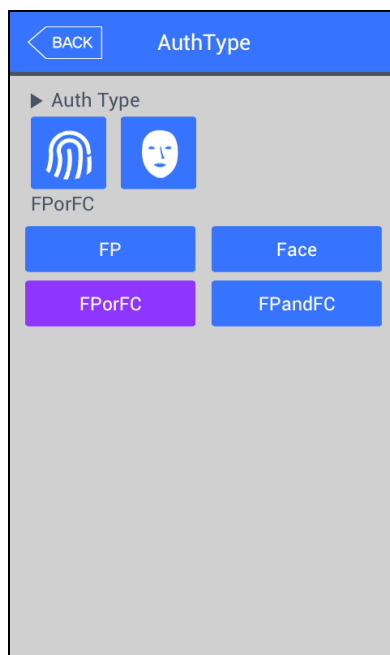 BACK AuthType
▶ Auth Type
FPorFC
FP Face
FPorFC FPandFC